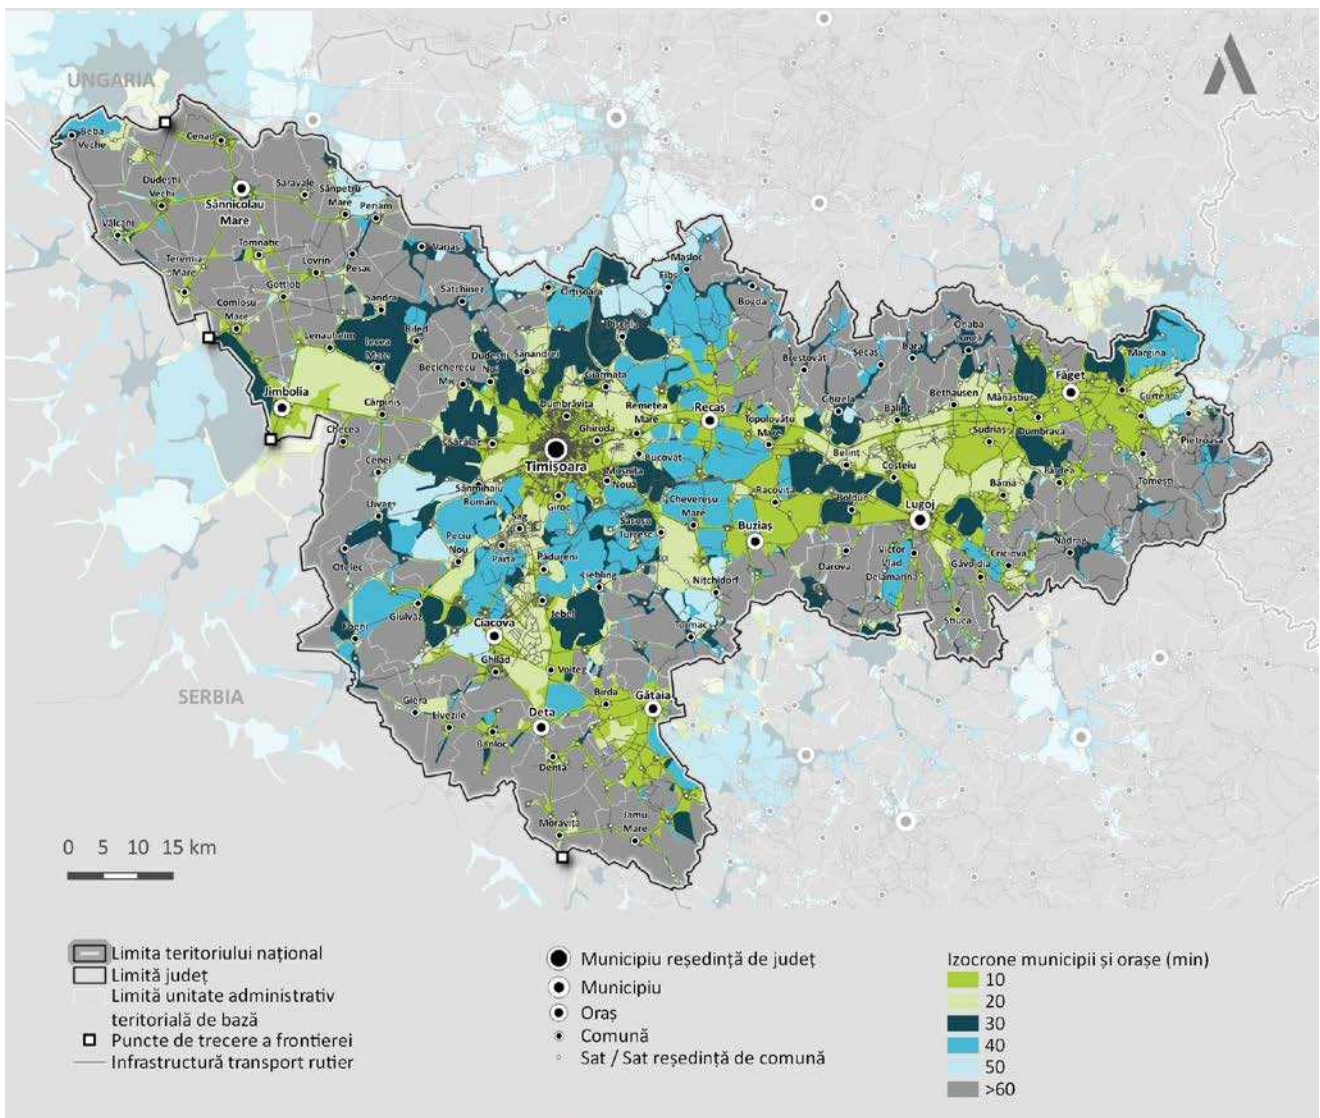 UNGARIA
Beba
Veche
Cenad
Dudeștii
Vechi
Saravale
Sânpetru
Mare
Periam
Sânnicolau
Mare
Vălcani
Tomnatic
Variaș
Masloc
Teremia
Mare
Lovrin
Pesac
Gottlob
Satchinez
Fibiș
Orțișoara
Bogda
Comloșu
Mare
Sandra
Biled
Pișchia
Ohaba
Lungă
Lenauheim
Iecea
Mare
Dudeștii
Noi
Sânandrei
Brestovăț
Secaș
Bara
Margina
Becicherecu
Mic
Giarmata
Făget
Jimbolia
Bethausen
Mănăștiur
Curtea
Cărpiniș
Dumbrăvița
Remetea
Mare
Recaș
Ghizela
Balinț
Checea
Ghiroda
Topolovățu
Mare
Sudriaș
Dumbrava
Pietroasa
Timișoara
Bucovăț
Belinț
Cenei
Moșnița
Nouă
Coșteiu
Fârdea
Tomești
Sânmihaiu
Român
Racovița
Bârna
Uivar
Giroc
Cheveresu
Mare
Boldur
Lugoj
Șag
Sacoșu
Turcesc
Buziaș
Peciu
Nou
Parța
Nădrag
Otelec
Pădureni
Darova
Victor
Vlad
Delamarina
Criciova
Găvojdia
Liebling
Nițchidorf
Giulvăz
Jebel
Știuca
Foeni
Ciacova
Tormac
Ghilad
Voiteg
SERBIA
Giera
Birda
Gătaia
Livezile
Deta
Banloc
Denta
Moravița
Jamu
Mare
0 5 10 15 km
Limita teritoriului național
Limită județ
Limită unitate administrativ
teritorială de bază
Puncte de trecere a frontierei
Infrastructură transport rutier
Municipiu reședință de județ
Municipiu
Oraș
Comună
Sat / Sat reședință de comună
Izocrone municipii și orașe (min)
10
20
30
40
50
>60